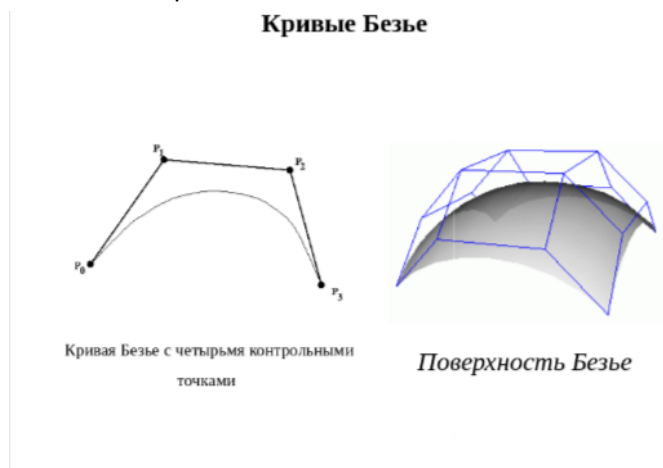 Кривые Безье
P1
P2
P0
P3
Кривая Безье с четырьмя контрольными
точками
Поверхность Безье